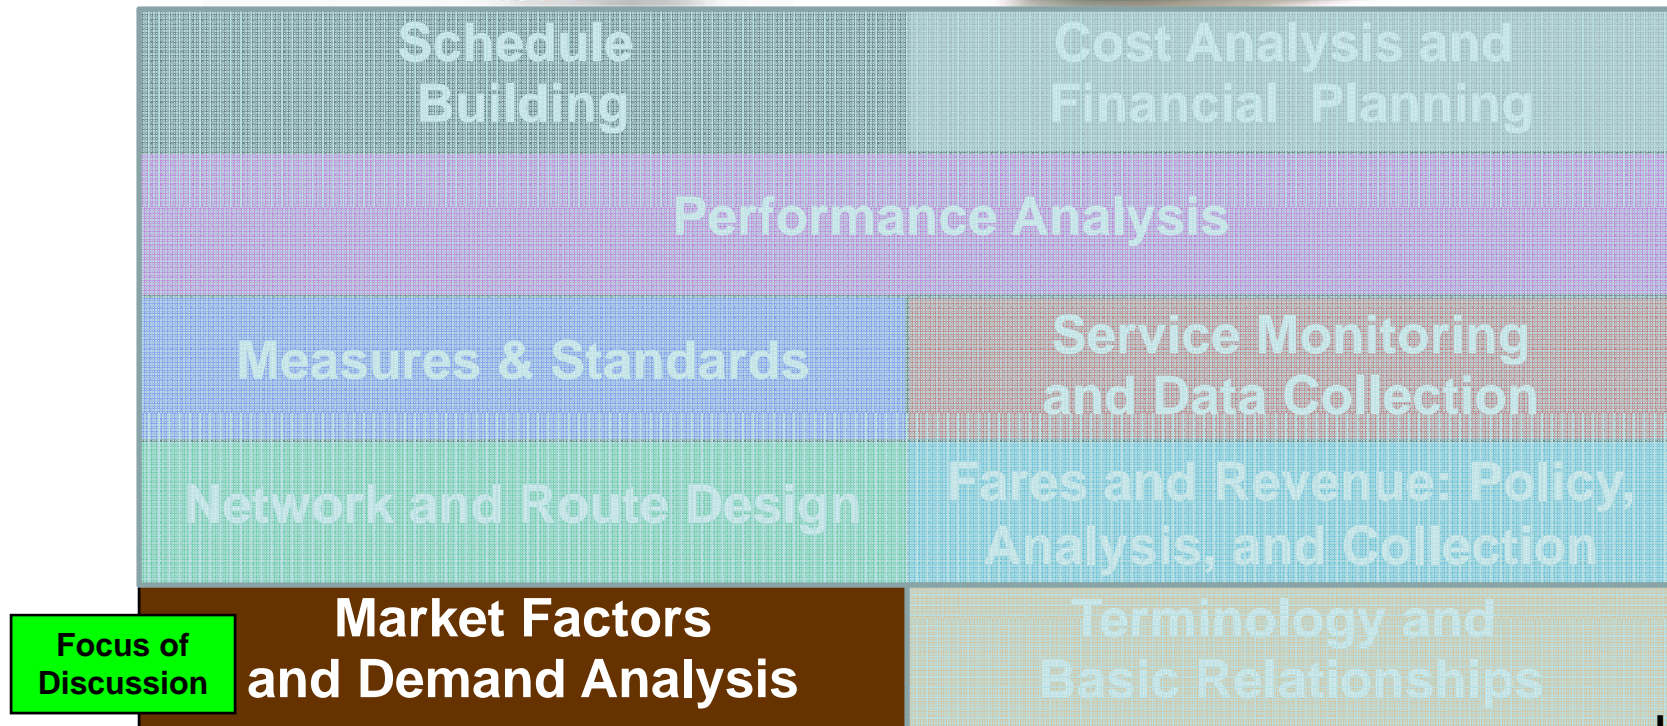 Schedule
Building
Cost Analysis and
Financial Planning
Performance Analysis
Measures & Standards
Service Monitoring
and Data Collection
Network and Route Design
Fares and Revenue: Policy,
Analysis, and Collection
Focus of
Discussion
Market Factors
and Demand Analysis
Terminology and
Basic Relationships